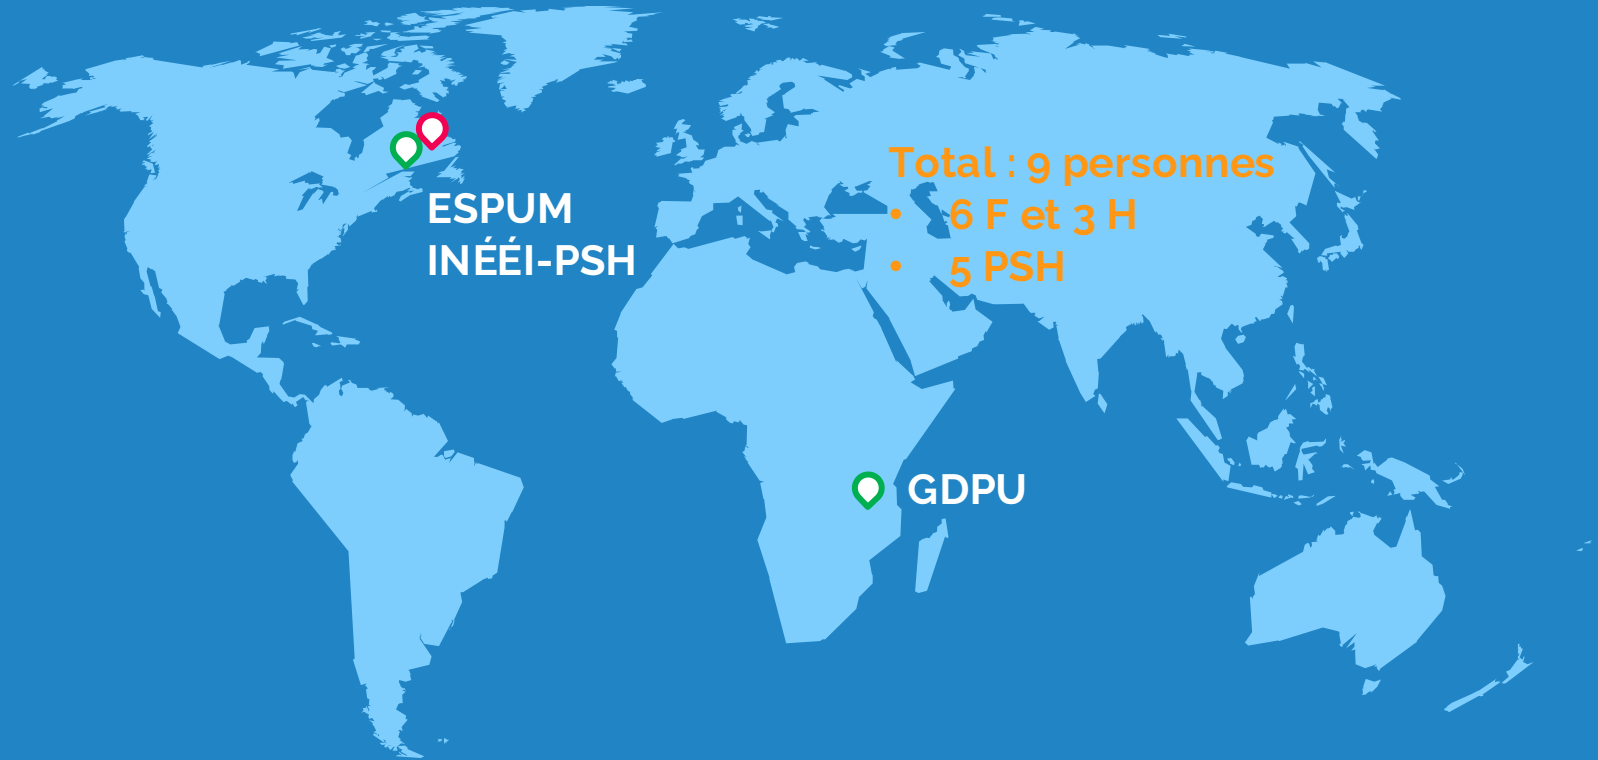 ESPUM
INÉÉI-PSH
Total : 9 personnes
• 6 F et 3 H
• 5 PSH
GDPU